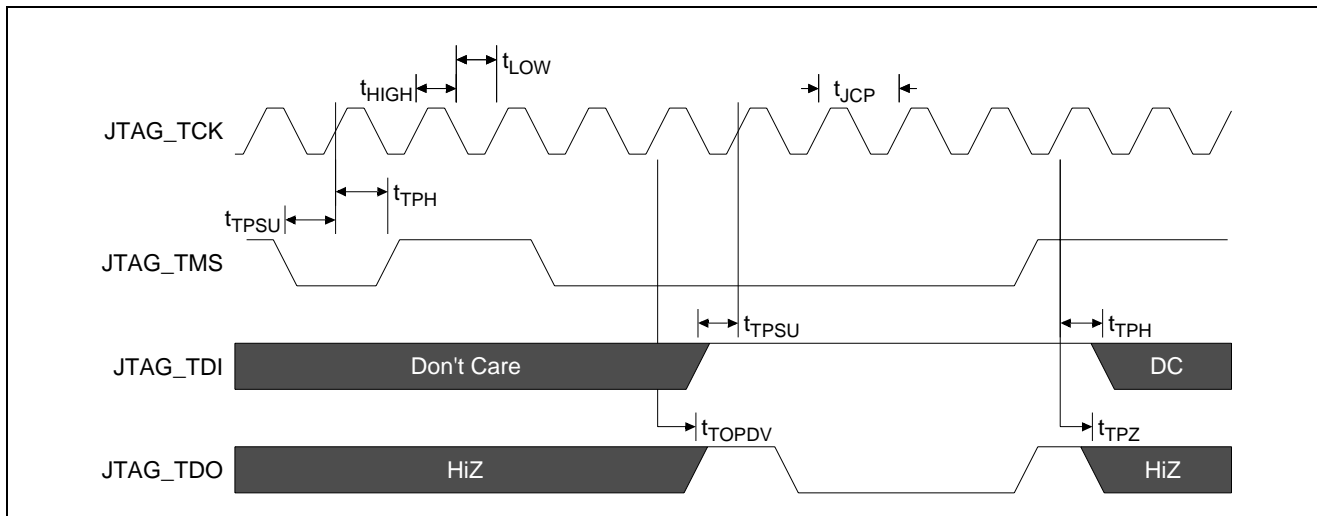 tLOW
tHIGH
tJCP
JTAG_TCK
tTPH
tTPSU
JTAG_TMS
tTPSU
tTPH
JTAG_TDI
Don't Care
DC
tTOPDV
tTPZ
JTAG_TDO
HiZ
HiZ